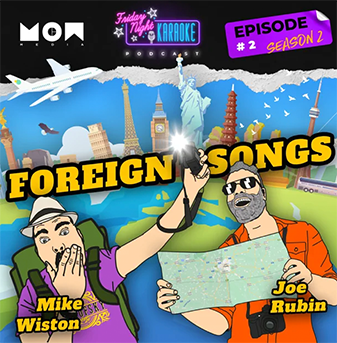 MOW
MEDIA
Friday
Night
KARAOKE
PODCAST
EPISODE
# 2 SEASON 2
FOREIGN SONGS
Mike
Wiston
Joe
Rubin